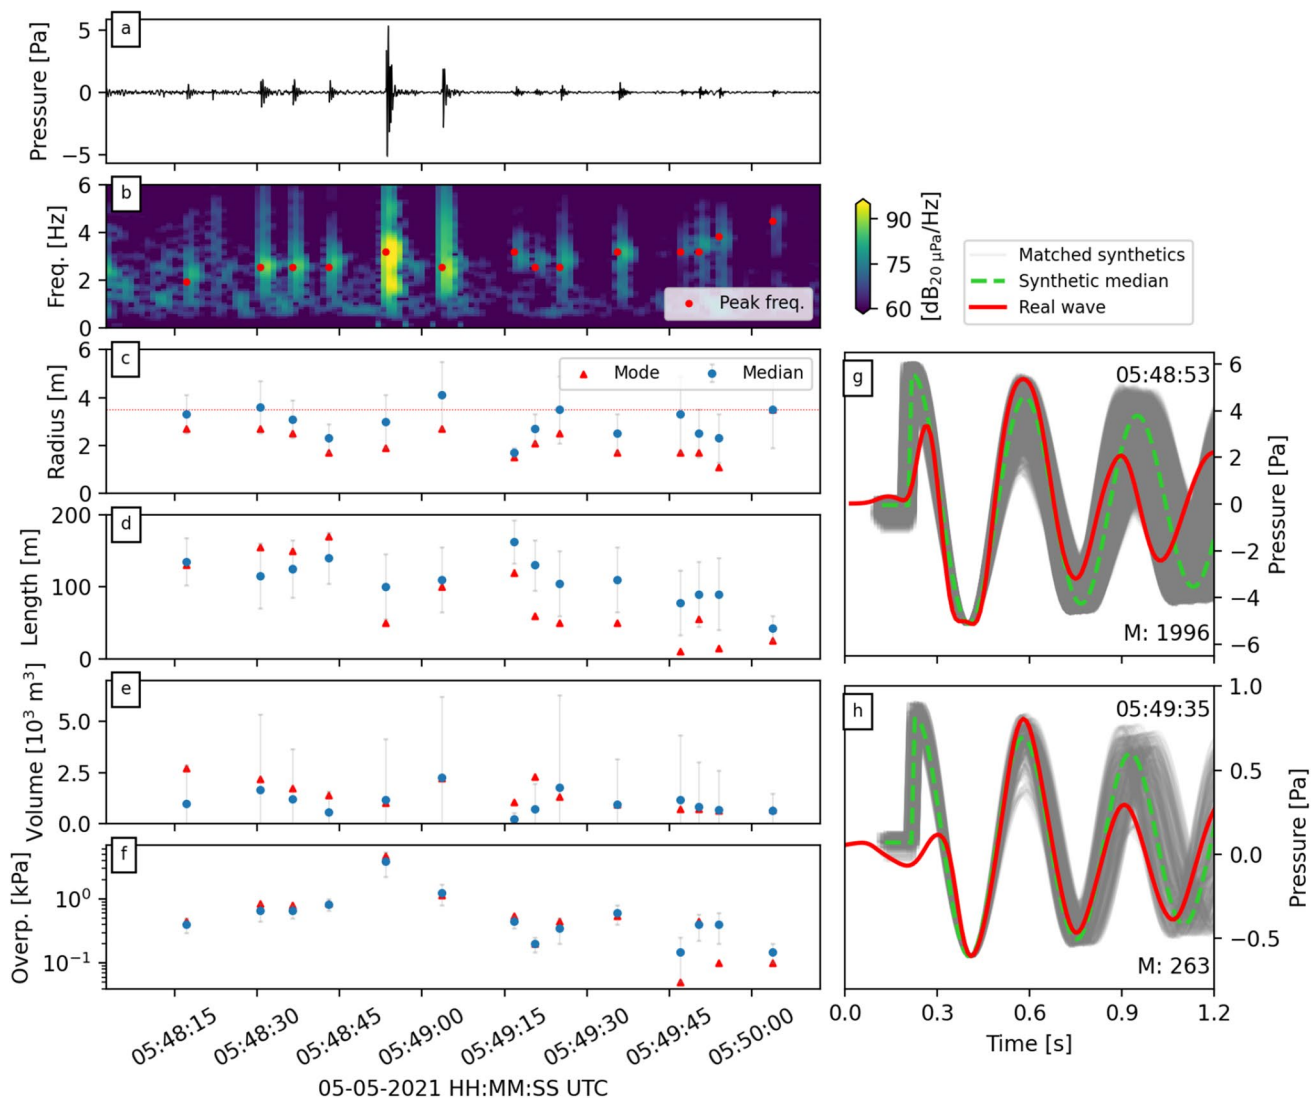 a
Pressure [Pa]
5
0
−5
b
Freq. [Hz]
6
4
2
0
Peak freq.
90
75
60
[dB20 μPa/Hz]
Matched synthetics
Synthetic median
Real wave
c
Radius [m]
6
4
2
0
Mode
Median
d
Length [m]
200
100
0
e
Volume [10³ m³]
5.0
2.5
0.0
f
Overp. [kPa]
10⁰
10⁻¹
05:48:15
05:48:30
05:48:45
05:49:00
05:49:15
05:49:30
05:49:45
05:50:00
05-05-2021 HH:MM:SS UTC
g
05:48:53
6
4
2
0
−2
−4
−6
Pressure [Pa]
M: 1996
h
05:49:35
1.0
0.5
0.0
−0.5
Pressure [Pa]
M: 263
0.0
0.3
0.6
0.9
1.2
Time [s]